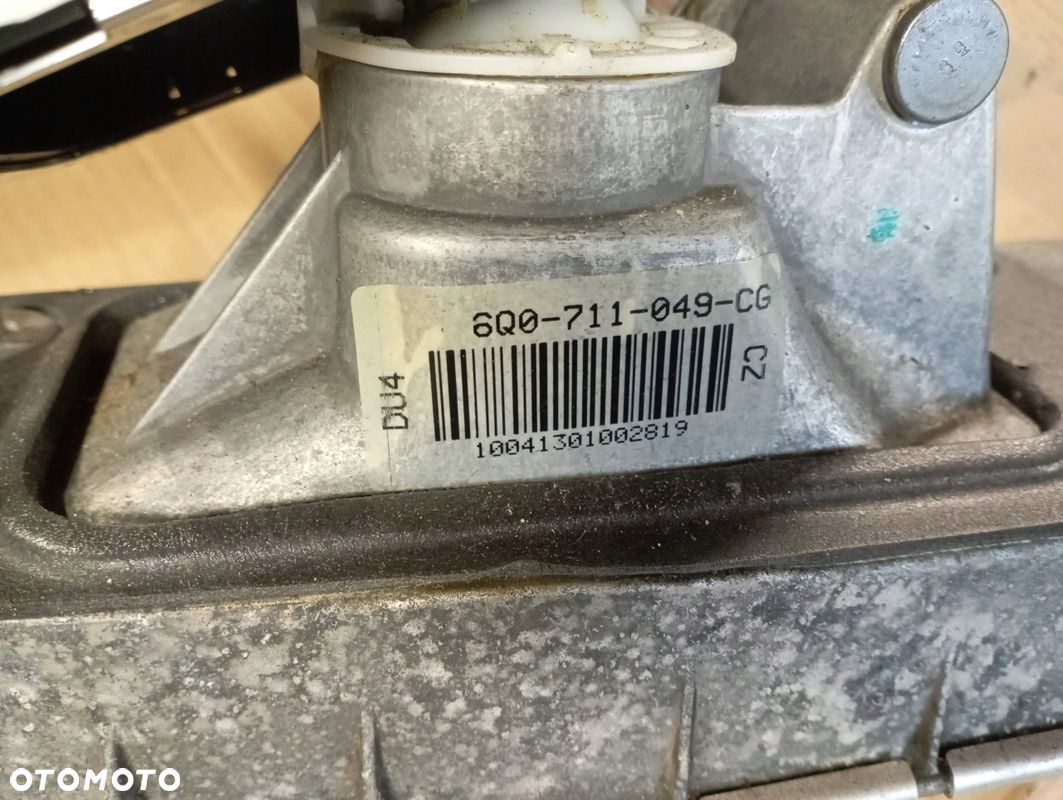 6Q0-711-049-CG
DU4
CZ
10041301002819
OTOMOTO